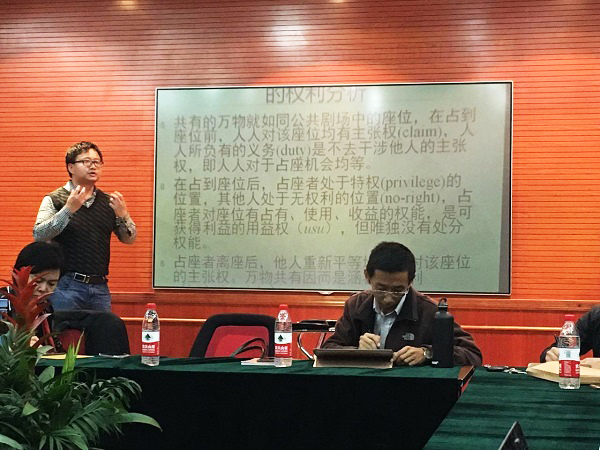 的权利分析
共有的万物就如同公共剧场中的座位，在占到
座位前，人人对该座位均有主张权(claim)，人
人所负有的义务(duty)是不去干涉他人的主张
权，即人人对于占座机会均等。
在占到座位后，占座者处于特权(privilege)的
位置，其他人处于无权利的位置(no-right)，占
座者对座位有占有、使用、收益的权能，是可
获得利益的用益权（usu），但唯独没有处分
权能。
占座者离座后，他人重新平等 对该座位
的主张权。万物共有因而是